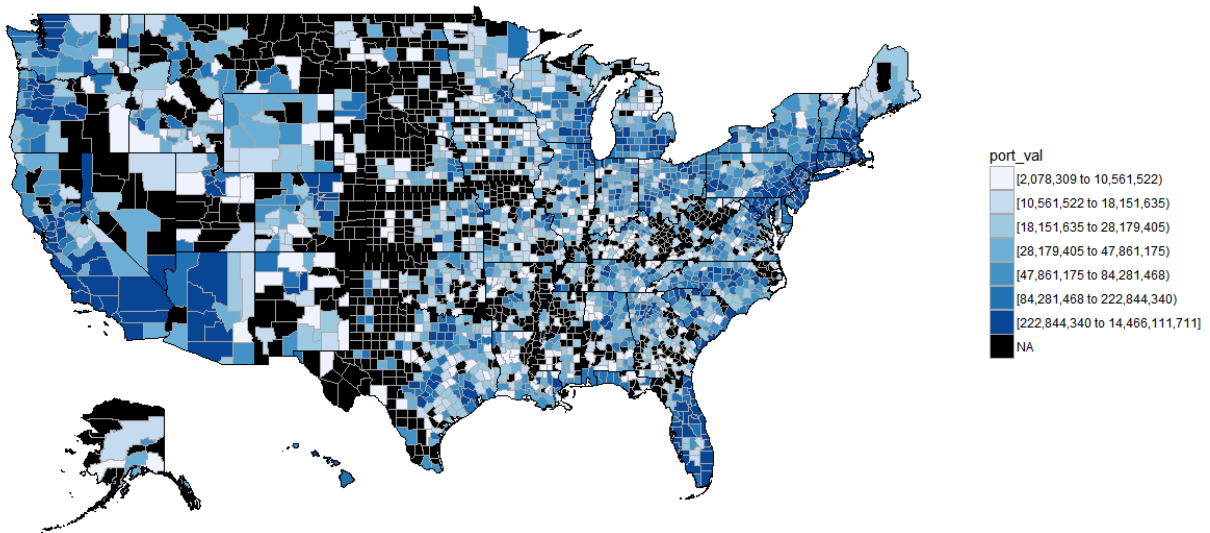 port_val
[2,078,309 to 10,561,522)
[10,561,522 to 18,151,635)
[18,151,635 to 28,179,405)
[28,179,405 to 47,861,175)
[47,861,175 to 84,281,468)
[84,281,468 to 222,844,340)
[222,844,340 to 14,466,111,711]
NA